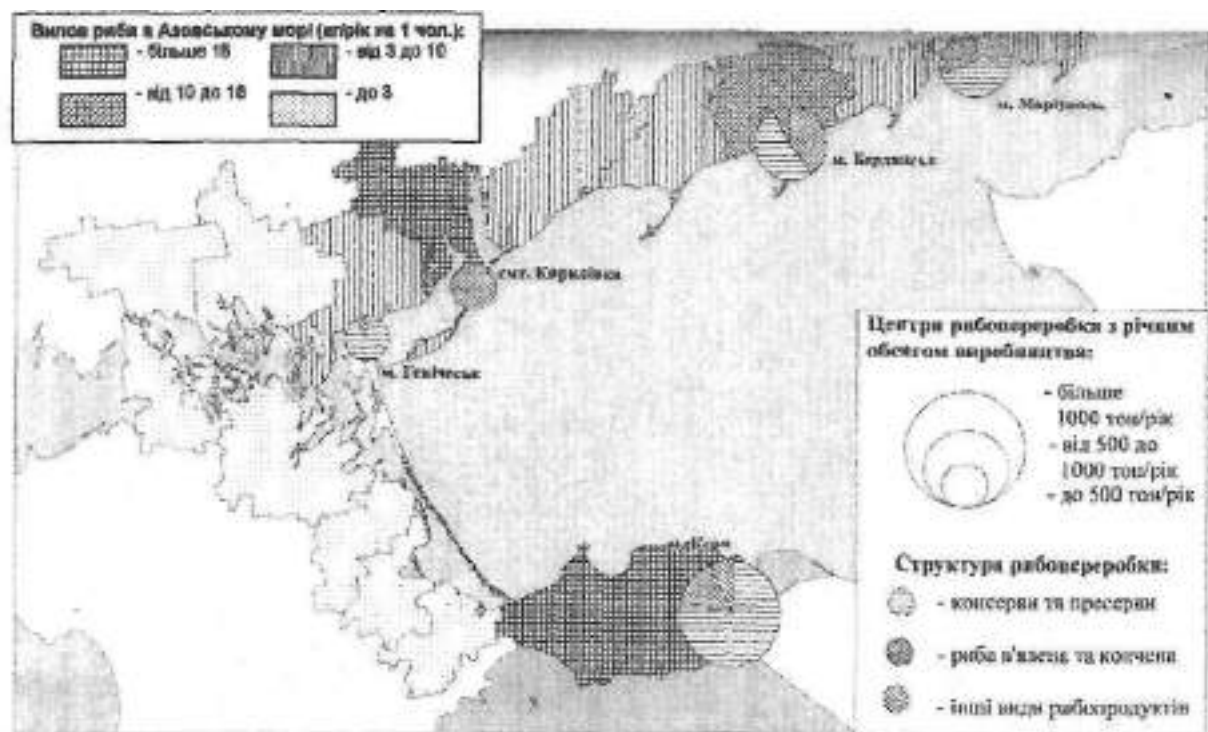 Вилов риби в Азовському морі (кг/рік на 1 чол.):
- більше 18
- від 3 до 10
- від 10 до 18
- до 3
м. Маріуполь
м. Бердянськ
смт. Кирилівка
м. Генічеськ
Центри рибопереробки з річним
обсягом виробництва:
- більше
1000 тон/рік
- від 500 до
1000 тон/рік
- до 500 тон/рік
Структура рибопереробки:
- консерви та пресерви
- риба в'ялена та копчена
- інші види рибопродуктів